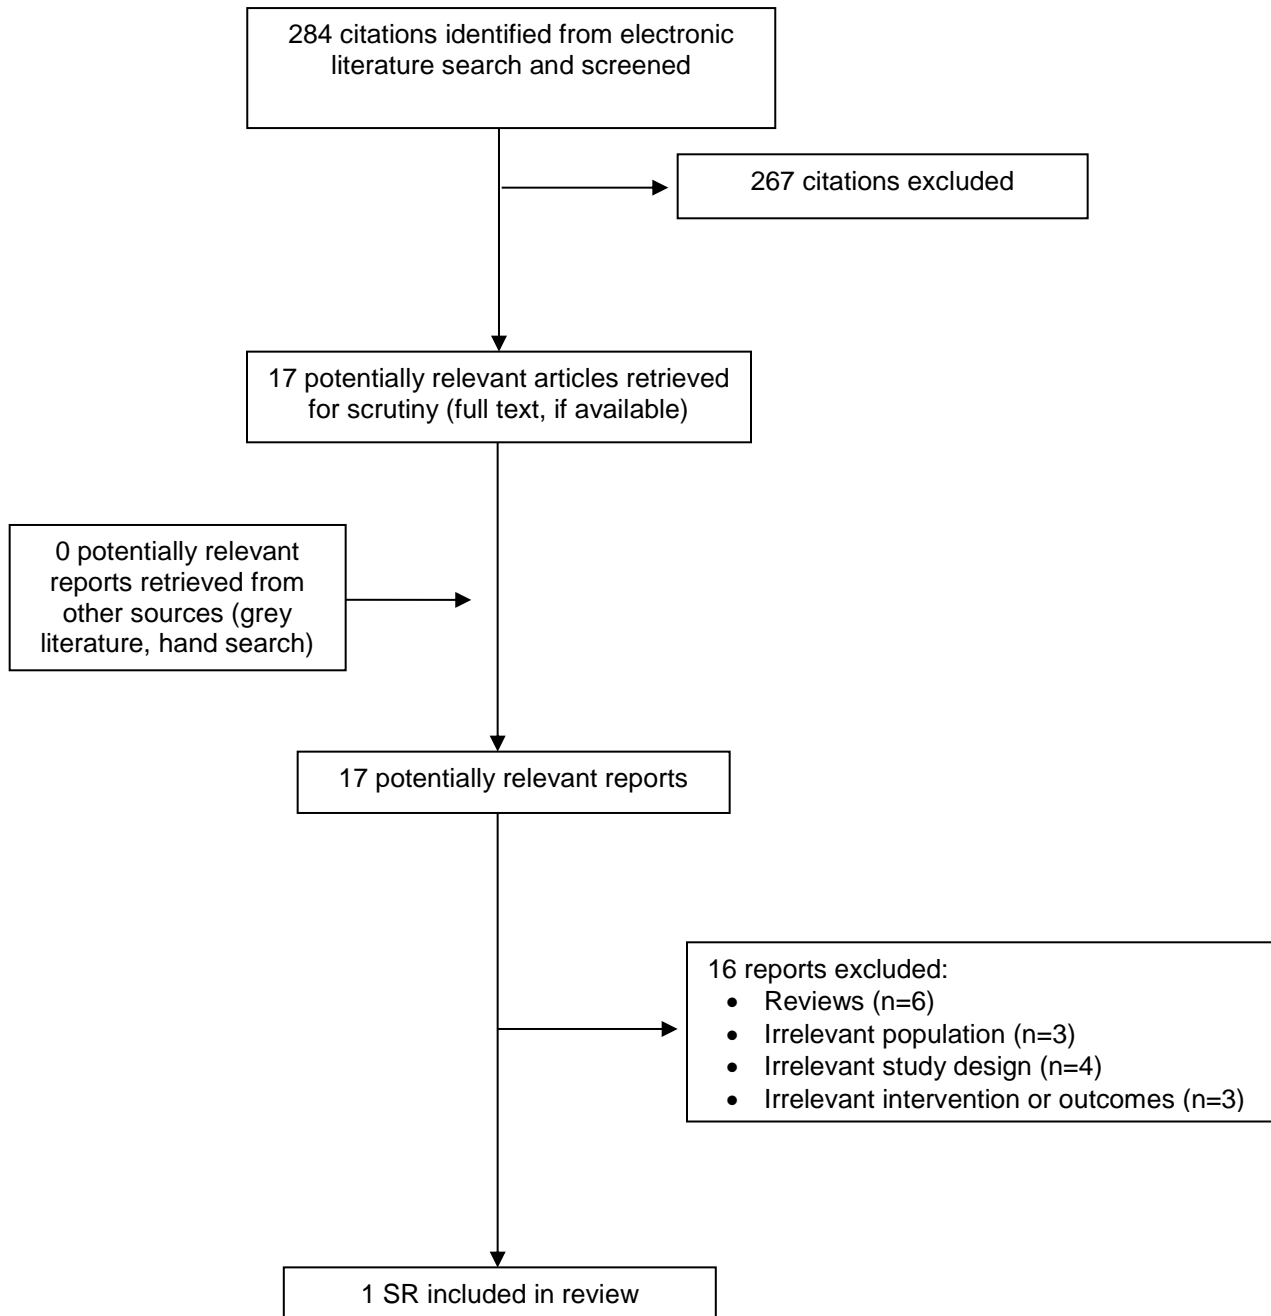 284 citations identified from electronic
literature search and screened
267 citations excluded
17 potentially relevant articles retrieved
for scrutiny (full text, if available)
0 potentially relevant
reports retrieved from
other sources (grey
literature, hand search)
17 potentially relevant reports
16 reports excluded:
• Reviews (n=6)
• Irrelevant population (n=3)
• Irrelevant study design (n=4)
• Irrelevant intervention or outcomes (n=3)
1 SR included in review